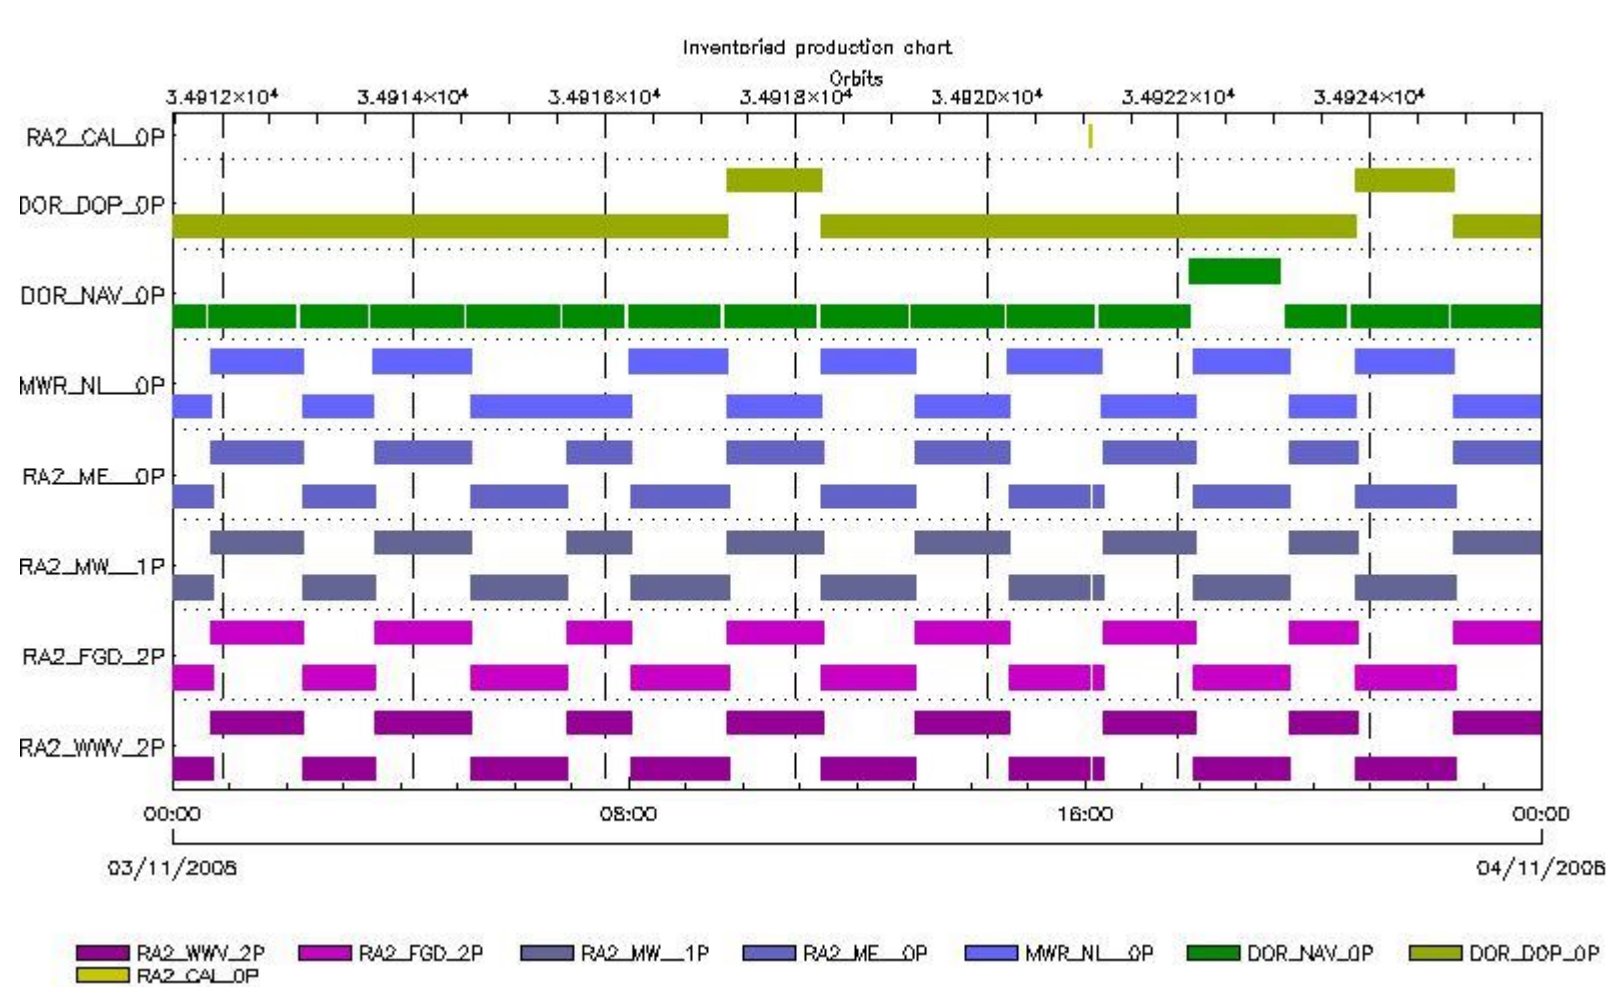 Inventoried production chart
Orbits
3.4912×10⁴ 3.4914×10⁴ 3.4916×10⁴ 3.4918×10⁴ 3.4920×10⁴ 3.4922×10⁴ 3.4924×10⁴
RA2_CAL_0P
DOR_DOP_0P
DOR_NAV_0P
MWR_NL__0P
RA2_ME__0P
RA2_MW__1P
RA2_FGD_2P
RA2_WWV_2P
00:00 08:00 16:00 00:00
03/11/2008 04/11/2008
RA2_WWV_2P RA2_FGD_2P RA2_MW__1P RA2_ME__0P MWR_NL__0P DOR_NAV_0P DOR_DOP_0P
RA2_CAL_0P